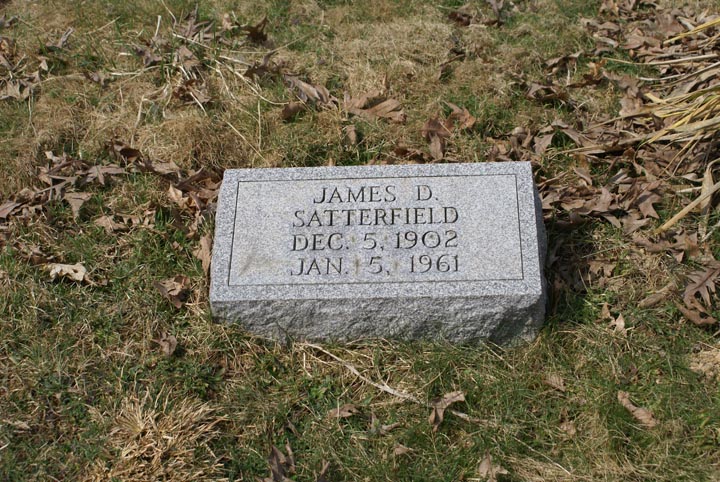 JAMES D.
SATTERFIELD
DEC. 5, 1902
JAN. 5, 1961